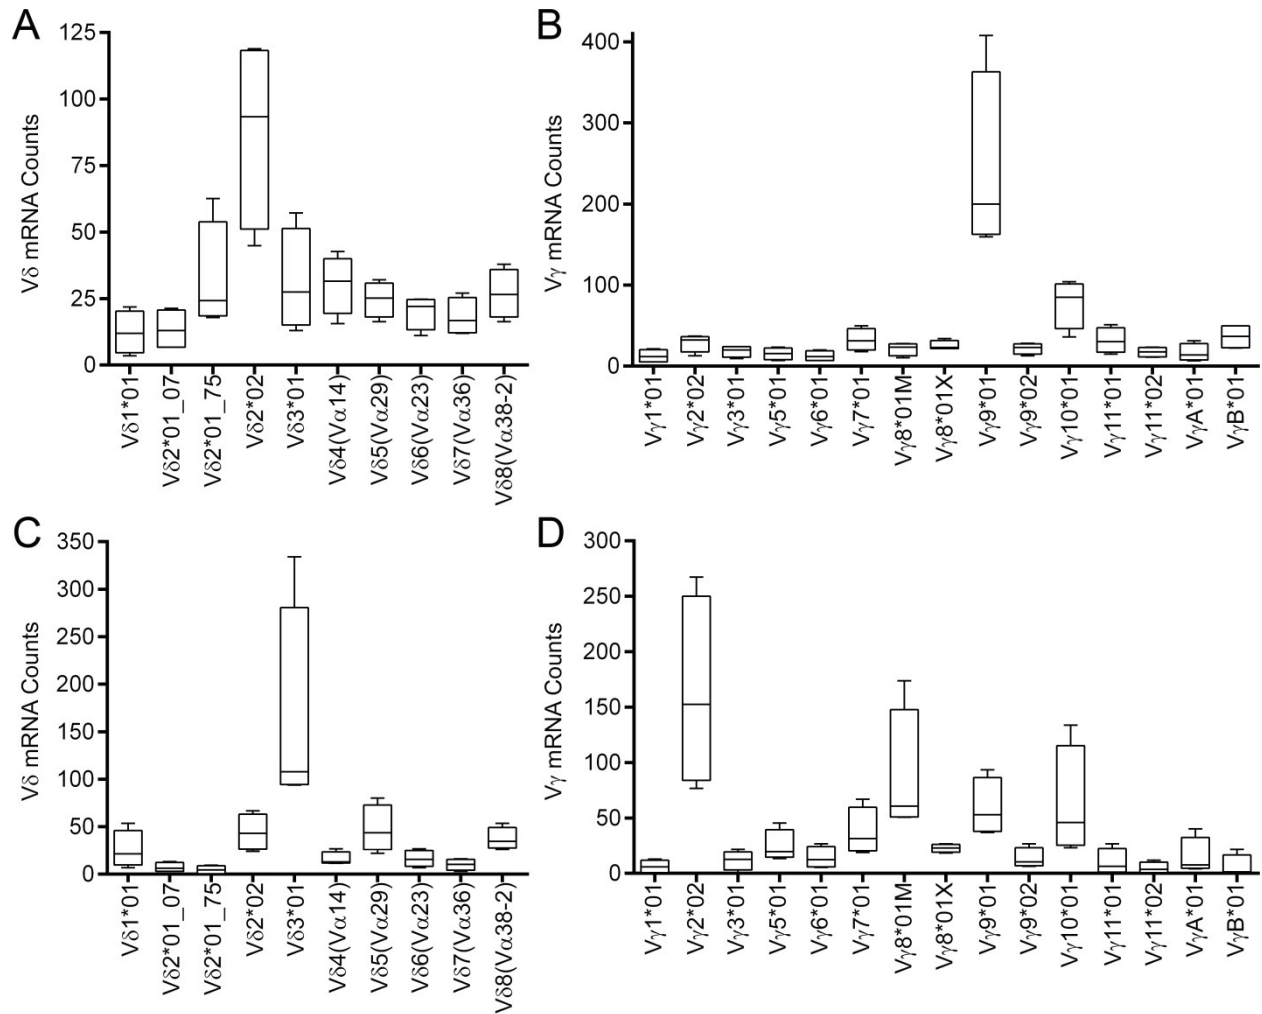 A
Vδ mRNA Counts
125
100
75
50
25
0
Vδ1*01
Vδ2*01_07
Vδ2*01_75
Vδ2*02
Vδ3*01
Vδ4(Vα14)
Vδ5(Vα29)
Vδ6(Vα23)
Vδ7(Vα36)
Vδ8(Vα38-2)
B
Vγ mRNA Counts
400
300
200
100
0
Vγ1*01
Vγ2*02
Vγ3*01
Vγ5*01
Vγ6*01
Vγ7*01
Vγ8*01M
Vγ8*01X
Vγ9*01
Vγ9*02
Vγ10*01
Vγ11*01
Vγ11*02
VγA*01
VγB*01
C
Vδ mRNA Counts
350
300
250
200
150
100
50
0
Vδ1*01
Vδ2*01_07
Vδ2*01_75
Vδ2*02
Vδ3*01
Vδ4(Vα14)
Vδ5(Vα29)
Vδ6(Vα23)
Vδ7(Vα36)
Vδ8(Vα38-2)
D
Vγ mRNA Counts
300
250
200
150
100
50
0
Vγ1*01
Vγ2*02
Vγ3*01
Vγ5*01
Vγ6*01
Vγ7*01
Vγ8*01M
Vγ8*01X
Vγ9*01
Vγ9*02
Vγ10*01
Vγ11*01
Vγ11*02
VγA*01
VγB*01